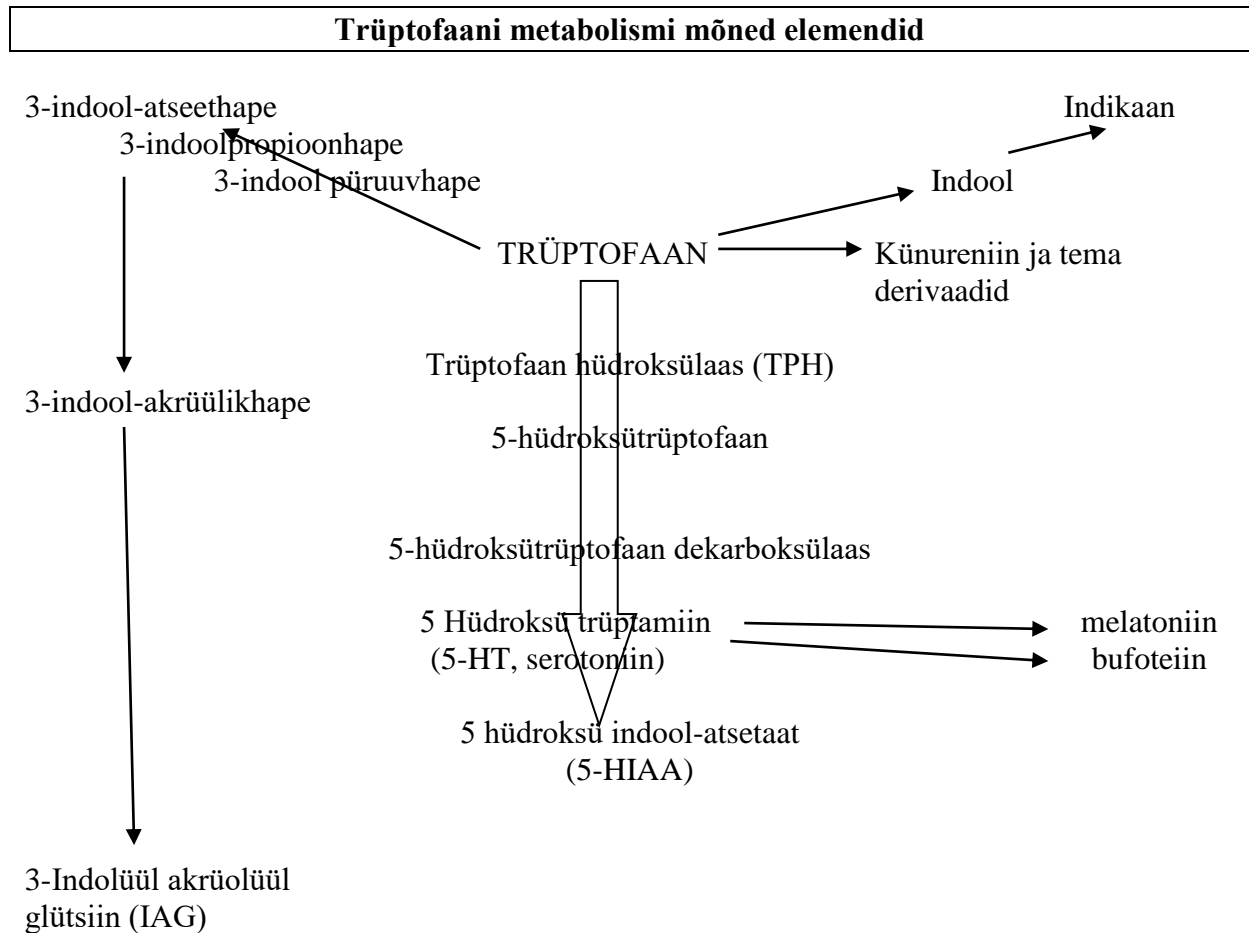 Trüptofaani metabolismi mõned elemendid
3-indool-atseethape
Indikaan
3-indoolpropioonhape
3-indool püruuvhape
Indool
TRÜPTOFAAN
Künureniin ja tema
derivaadid
Trüptofaan hüdroksülaas (TPH)
3-indool-akrüülikhape
5-hüdroksütrüptofaan
5-hüdroksütrüptofaan dekarboksülaas
5 Hüdroksü trüptamiin
(5-HT, serotoniin)
melatoniin
bufoteiin
5 hüdroksü indool-atsetaat
(5-HIAA)
3-Indolüül akrüolüül
glütsiin (IAG)